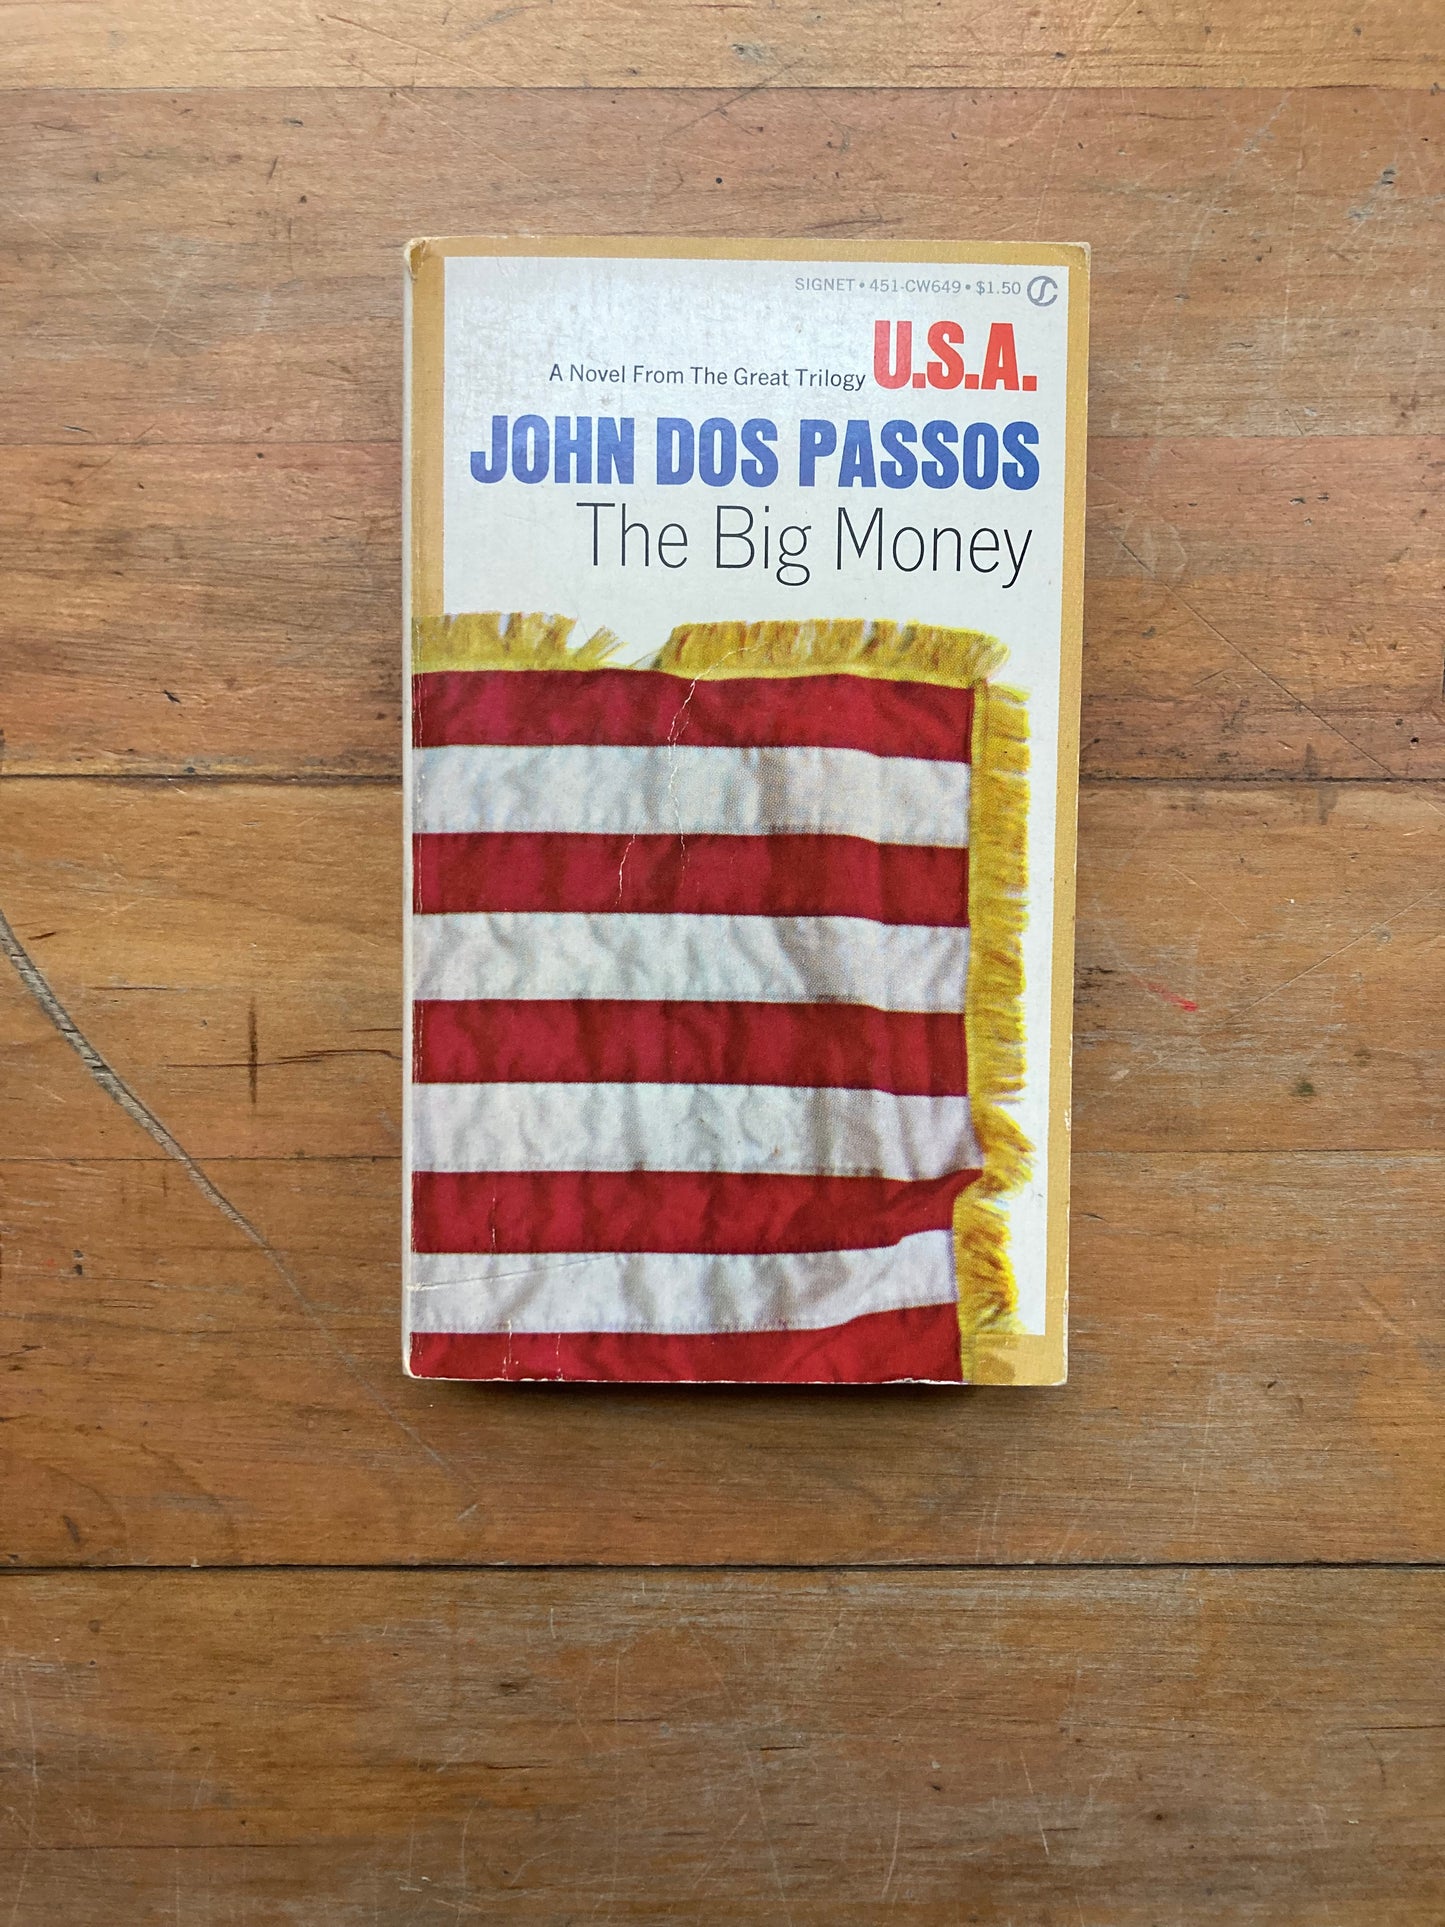 SIGNET • 451-CW649 • $1.50
A Novel From The Great Trilogy U.S.A.
JOHN DOS PASSOS
The Big Money